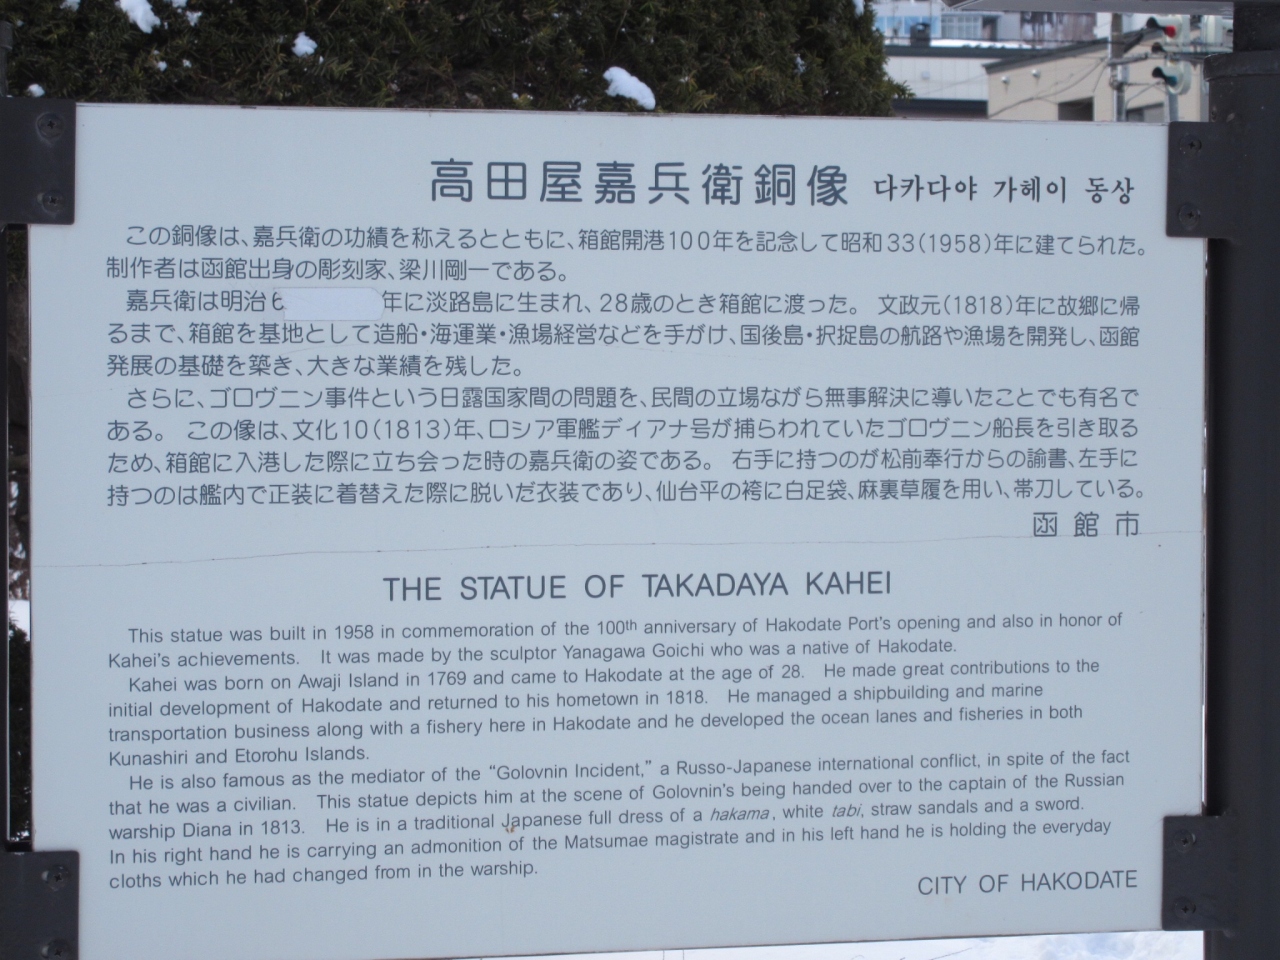 高田屋嘉兵衛銅像 다카다야 가헤이 동상
この銅像は、嘉兵衛の功績を称えるとともに、箱館開港100年を記念して昭和33(1958)年に建てられた。
制作者は函館出身の彫刻家、梁川剛一である。
嘉兵衛は明治6 年に淡路島に生まれ、28歳のとき箱館に渡った。 文政元(1818)年に故郷に帰
るまで、箱館を基地として造船・海運業・漁場経営などを手がけ、国後島・択捉島の航路や漁場を開発し、函館
発展の基礎を築き、大きな業績を残した。
さらに、ゴロヴニン事件という日露国家間の問題を、民間の立場ながら無事解決に導いたことでも有名で
ある。 この像は、文化10(1813)年、ロシア軍艦ディアナ号が捕らわれていたゴロヴニン船長を引き取る
ため、箱館に入港した際に立ち会った時の嘉兵衛の姿である。 右手に持つのが松前奉行からの諭書、左手に
持つのは艦内で正装に着替えた際に脱いだ衣装であり、仙台平の袴に白足袋、麻裏草履を用い、帯刀している。
函館市
THE STATUE OF TAKADAYA KAHEI
This statue was built in 1958 in commemoration of the 100th anniversary of Hakodate Port's opening and also in honor of
Kahei's achievements. It was made by the sculptor Yanagawa Goichi who was a native of Hakodate.
Kahei was born on Awaji Island in 1769 and came to Hakodate at the age of 28. He made great contributions to the
initial development of Hakodate and returned to his hometown in 1818. He managed a shipbuilding and marine
transportation business along with a fishery here in Hakodate and he developed the ocean lanes and fisheries in both
Kunashiri and Etorohu Islands.
He is also famous as the mediator of the “Golovnin Incident,” a Russo-Japanese international conflict, in spite of the fact
that he was a civilian. This statue depicts him at the scene of Golovnin's being handed over to the captain of the Russian
warship Diana in 1813. He is in a traditional Japanese full dress of a hakama, white tabi, straw sandals and a sword.
In his right hand he is carrying an admonition of the Matsumae magistrate and in his left hand he is holding the everyday
cloths which he had changed from in the warship.
CITY OF HAKODATE